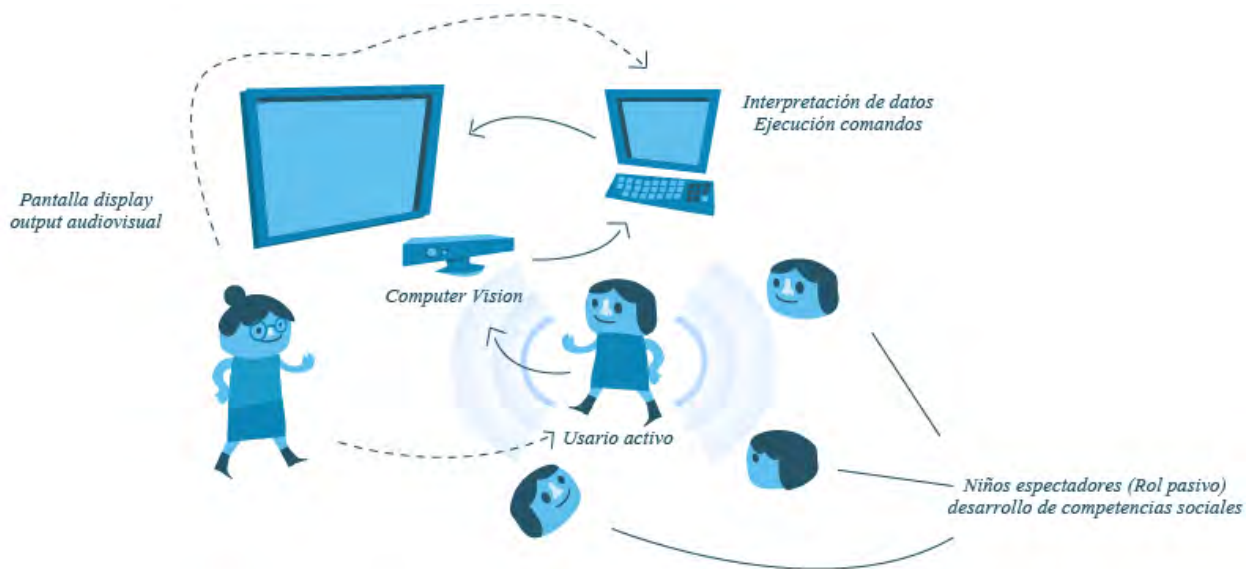 Interpretación de datos
Ejecución comandos
Pantalla display
output audiovisual
Computer Vision
Usario activo
Niños espectadores (Rol pasivo)
desarrollo de competencias sociales